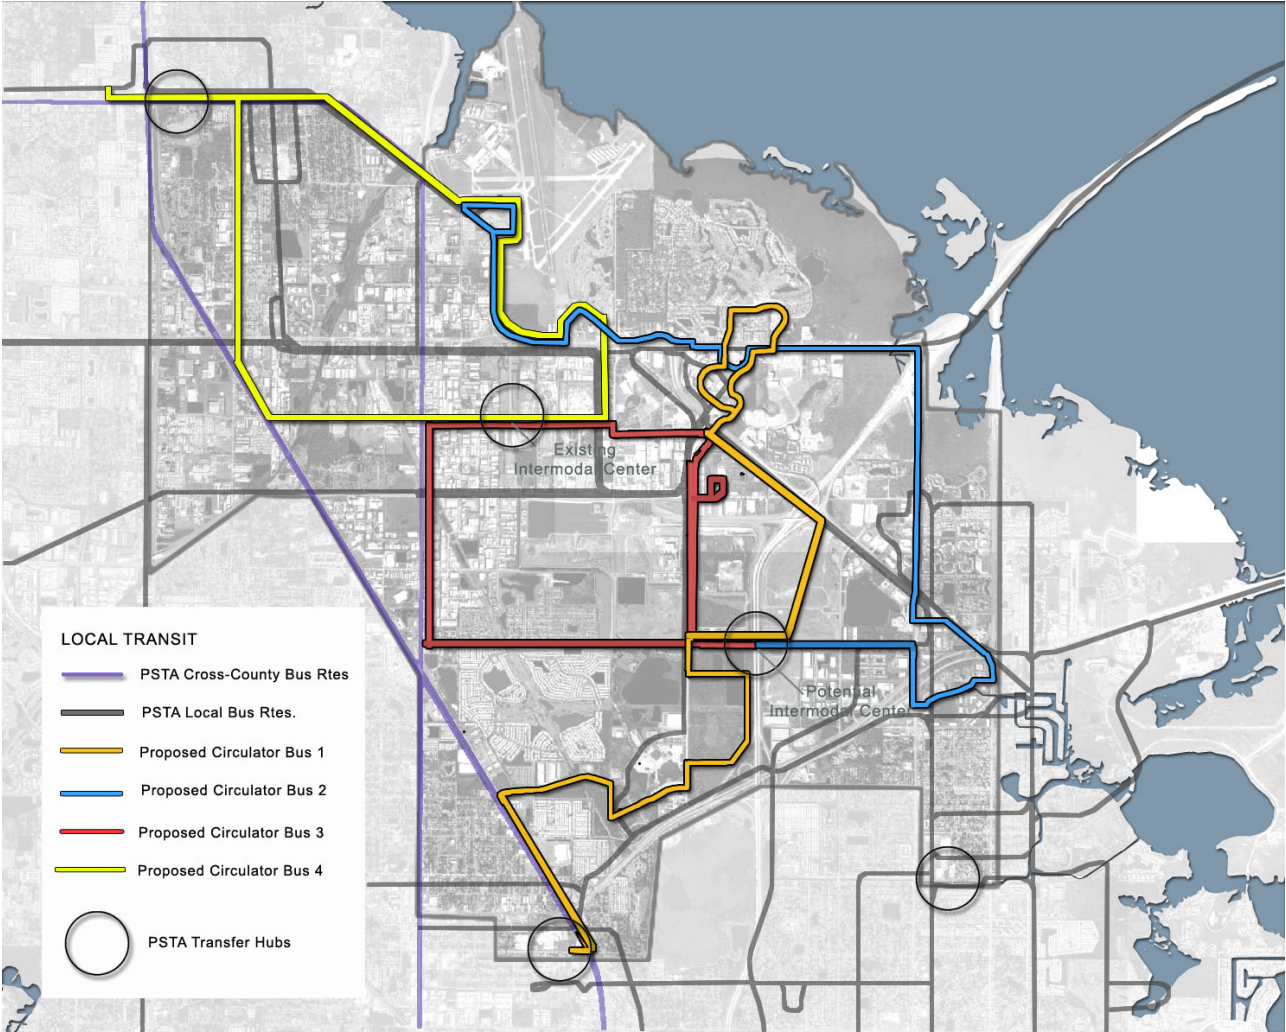 Existing
Intermodal Center
LOCAL TRANSIT
PSTA Cross-County Bus Rtes
PSTA Local Bus Rtes.
Proposed Circulator Bus 1
Proposed Circulator Bus 2
Proposed Circulator Bus 3
Proposed Circulator Bus 4
PSTA Transfer Hubs
Potential
Intermodal Center